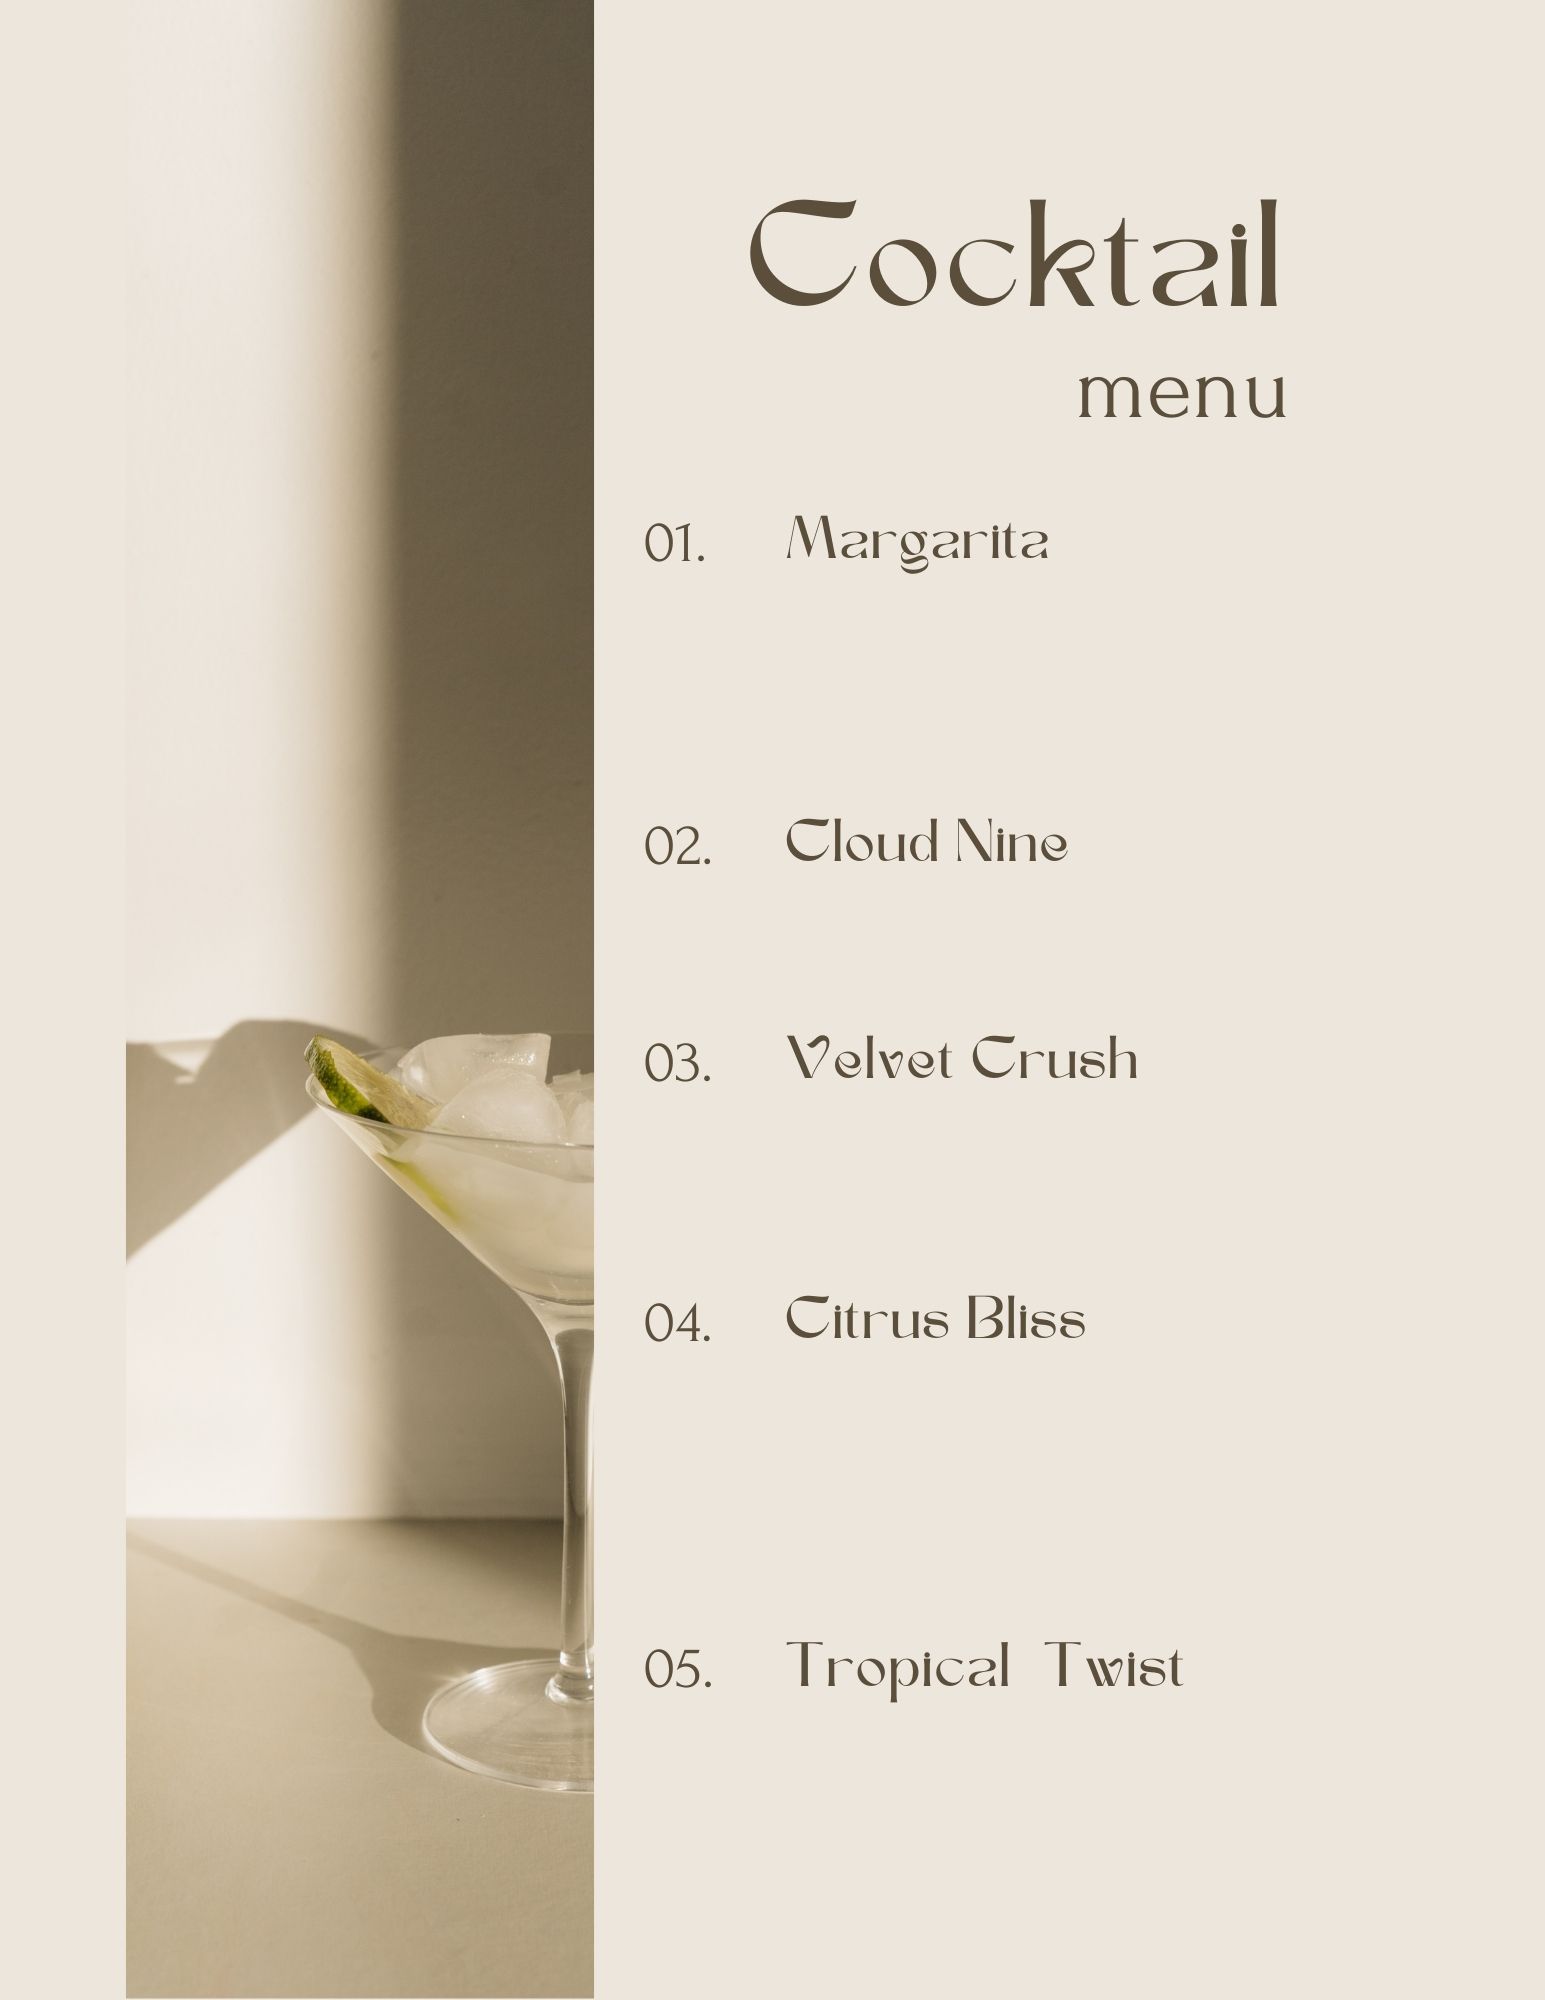 Cocktail
menu
01. Margarita
02. Cloud Nine
03. Velvet Crush
04. Citrus Bliss
05. Tropical Twist